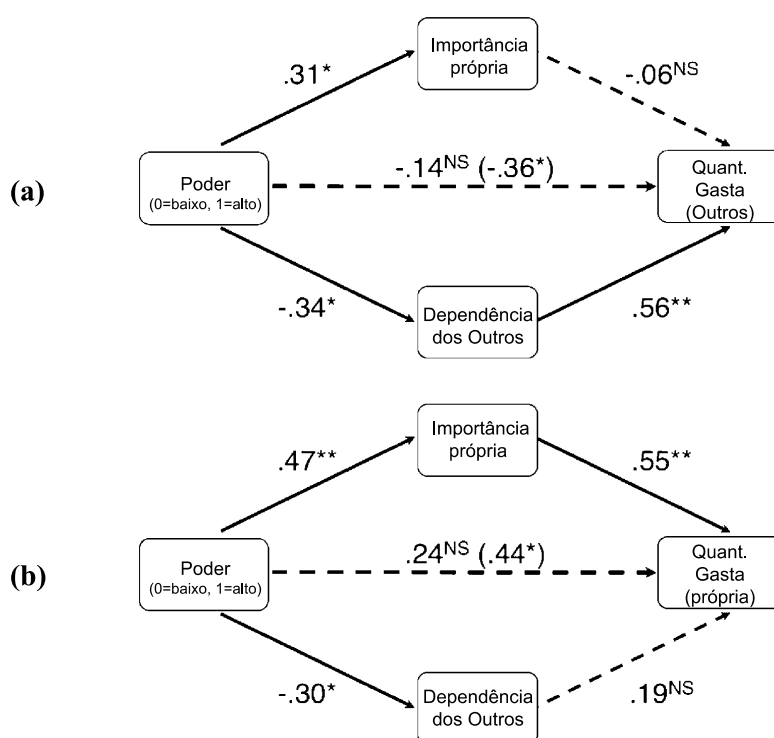 (a)
Importância
própria
.31*
-.06NS
Poder
(0=baixo, 1=alto)
-.14NS (-.36*)
Quant.
Gasta
(Outros)
-.34*
Dependência
dos Outros
.56**
(b)
Importância
própria
.47**
.55**
Poder
(0=baixo, 1=alto)
.24NS (.44*)
Quant.
Gasta
(própria)
-.30*
Dependência
dos Outros
.19NS